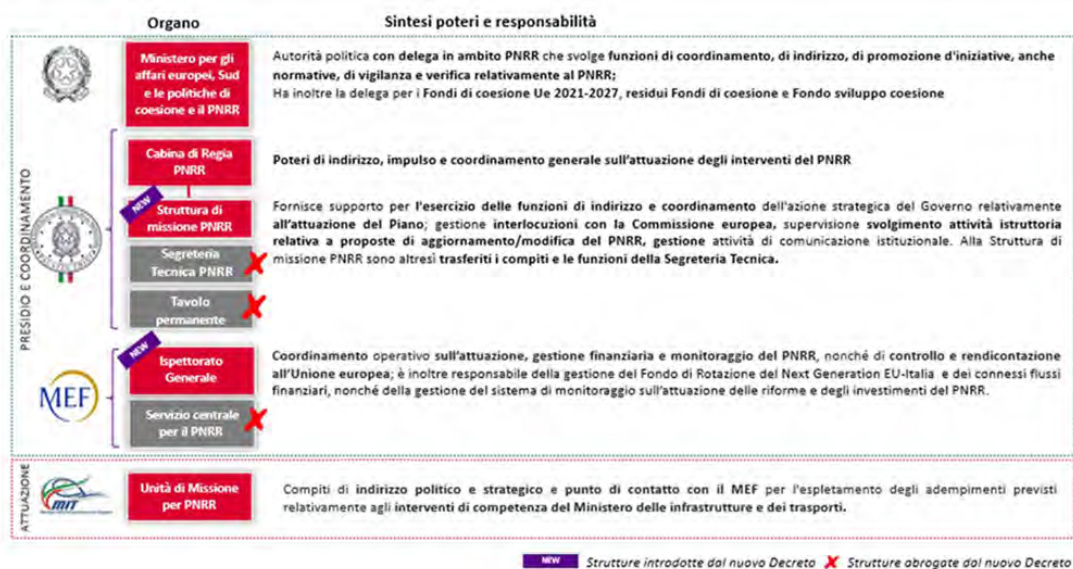 Organo
Sintesi poteri e responsabilità
PRESIDIO E COORDINAMENTO
Ministero per gli
affari europei, Sud
e le politiche di
coesione e il PNRR
Autorità politica con delega in ambito PNRR che svolge funzioni di coordinamento, di indirizzo, di promozione d'iniziative, anche
normative, di vigilanza e verifica relativamente al PNRR;
Ha inoltre la delega per i Fondi di coesione Ue 2021-2027, residui Fondi di coesione e Fondo sviluppo coesione
Cabina di Regia
PNRR
Poteri di indirizzo, impulso e coordinamento generale sull'attuazione degli interventi del PNRR
NEW
Struttura di
missione PNRR
Fornisce supporto per l'esercizio delle funzioni di indirizzo e coordinamento dell'azione strategica del Governo relativamente
all'attuazione del Piano; gestione interlocuzioni con la Commissione europea, supervisione svolgimento attività istruttoria
relativa a proposte di aggiornamento/modifica del PNRR, gestione attività di comunicazione istituzionale. Alla Struttura di
missione PNRR sono altresì trasferiti i compiti e le funzioni della Segreteria Tecnica.
Segreteria
Tecnica PNRR
Tavolo
permanente
MEF
NEW
Ispettorato
Generale
Coordinamento operativo sull'attuazione, gestione finanziaria e monitoraggio del PNRR, nonché di controllo e rendicontazione
all'Unione europea; è inoltre responsabile della gestione del Fondo di Rotazione del Next Generation EU-Italia e dei connessi flussi
finanziari, nonché della gestione del sistema di monitoraggio sull'attuazione delle riforme e degli investimenti del PNRR.
Servizio centrale
per il PNRR
ATTUAZIONE
MIT
Unità di Missione
per PNRR
Compiti di indirizzo politico e strategico e punto di contatto con il MEF per l'espletamento degli adempimenti previsti
relativamente agli interventi di competenza del Ministero delle infrastrutture e dei trasporti.
NEW Strutture introdotte dal nuovo Decreto Strutture abrogate dal nuovo Decreto